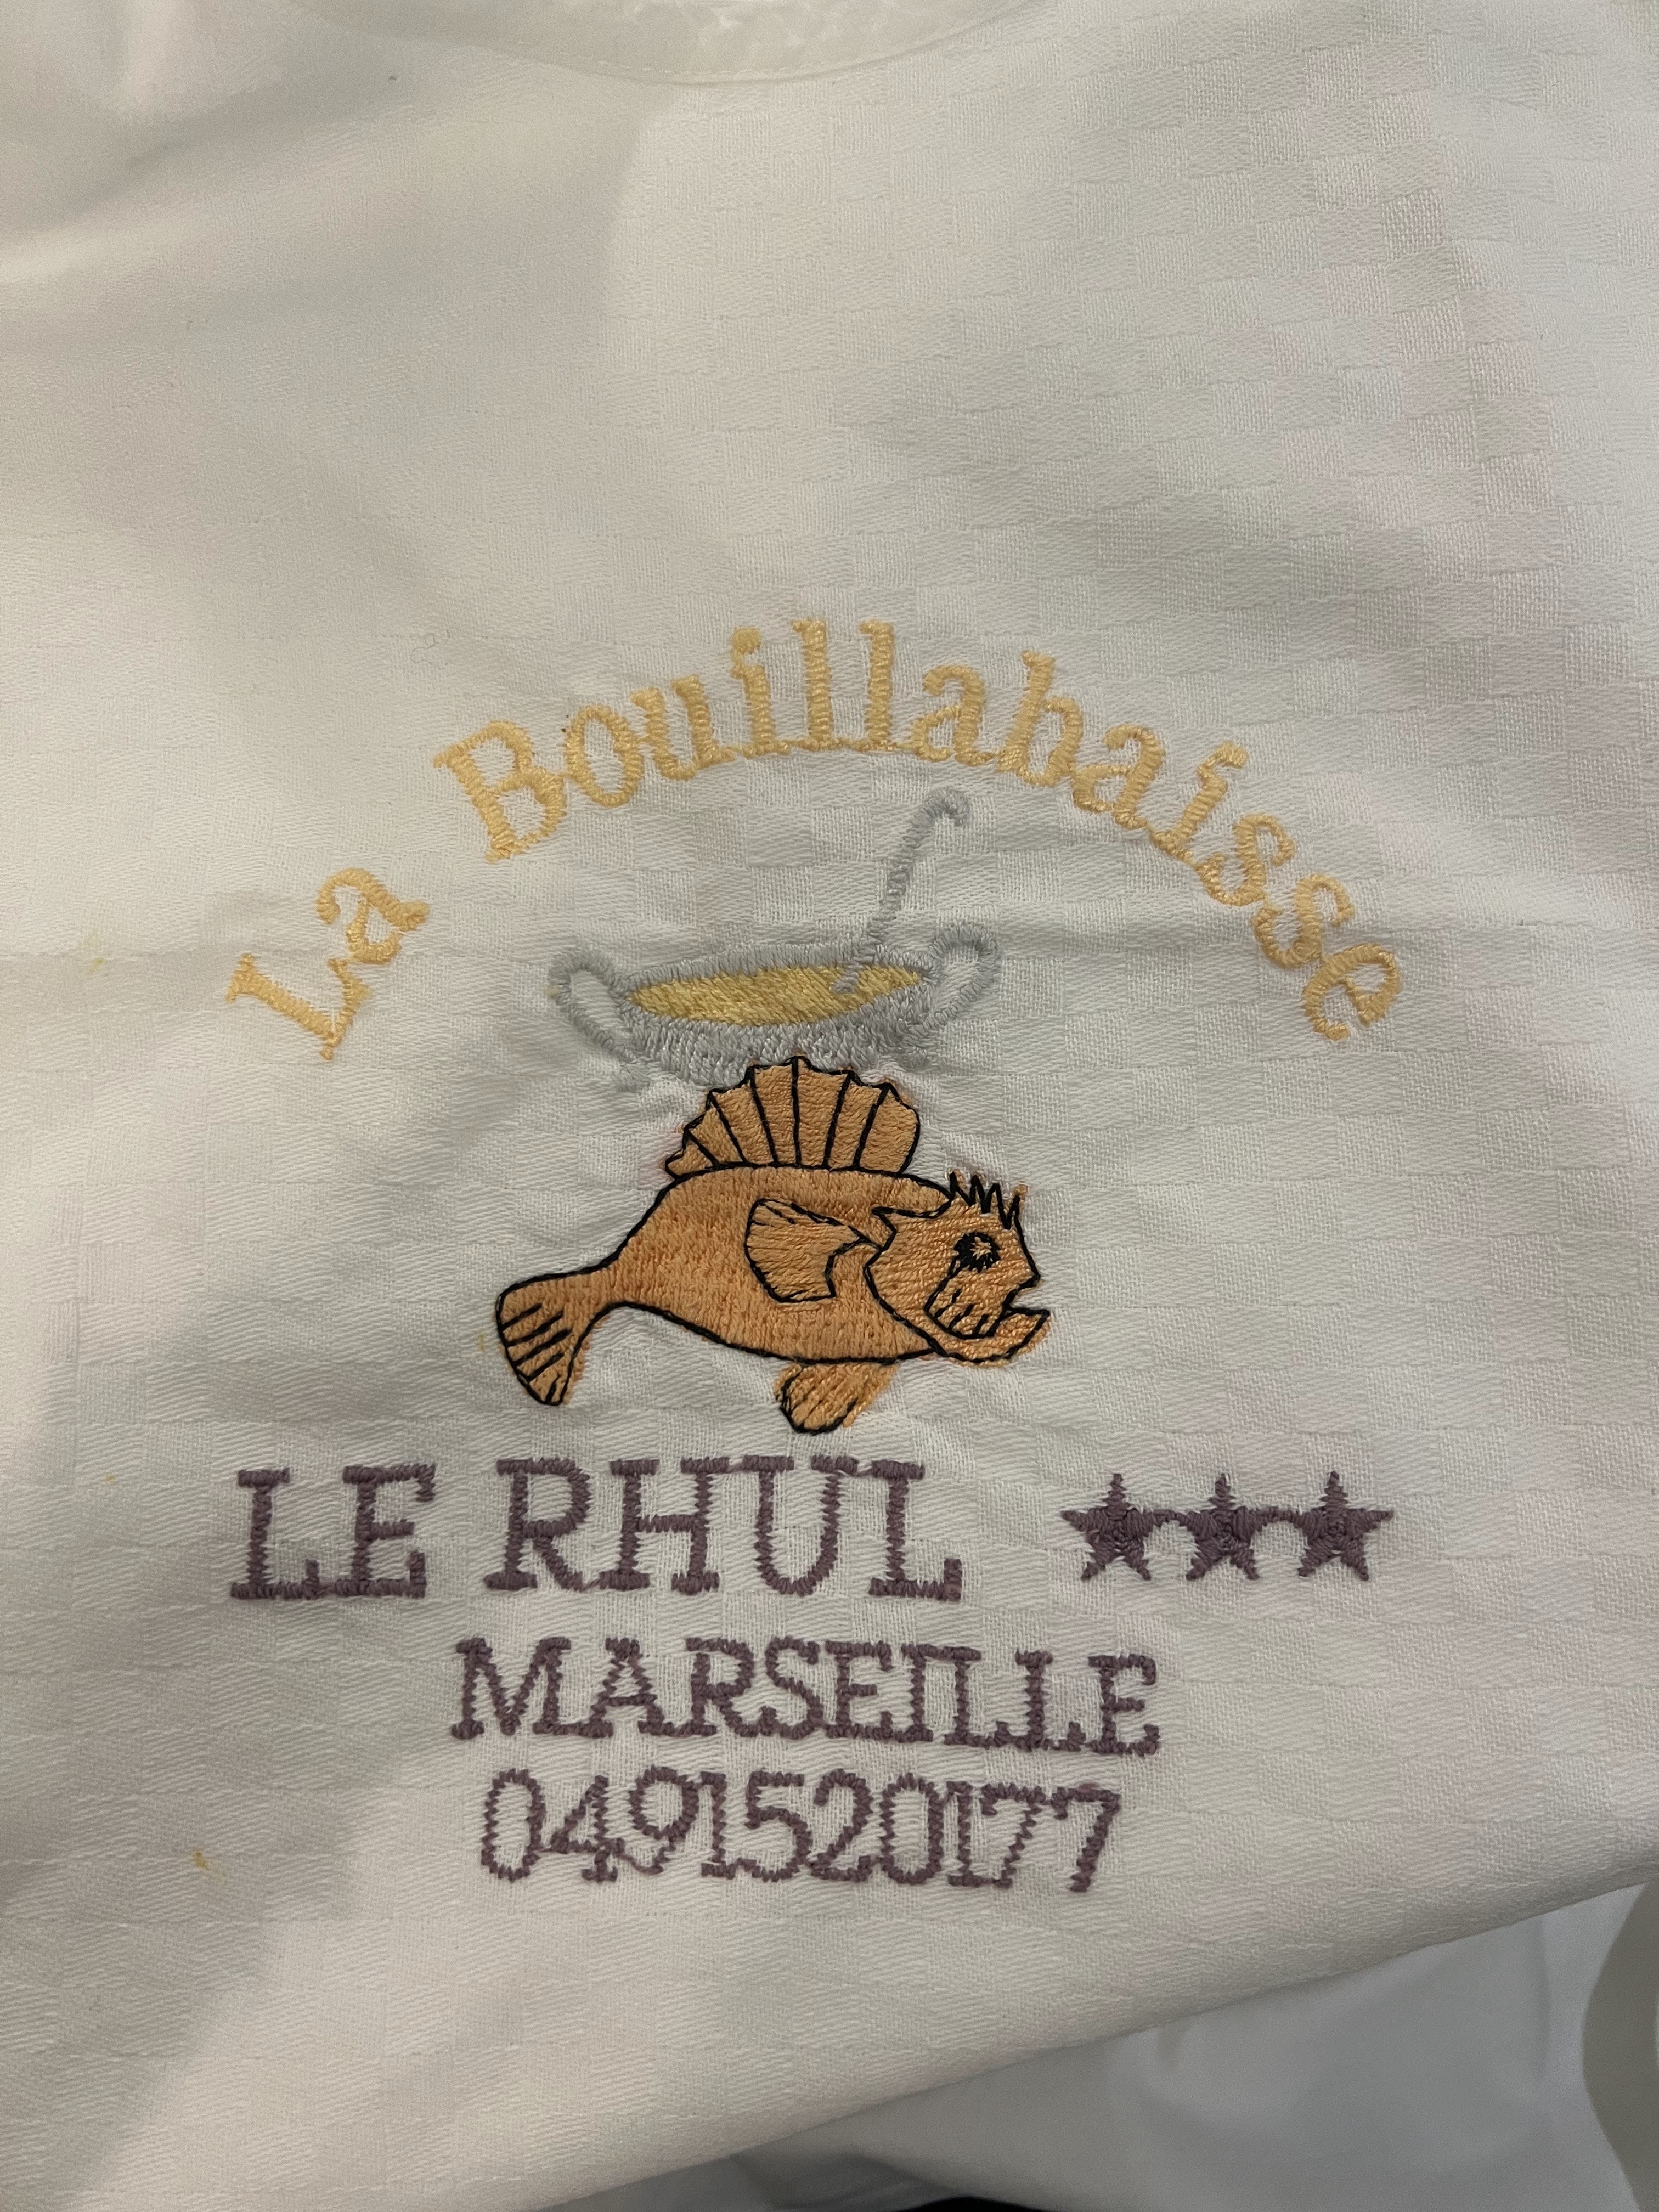 La Bouillabaisse
LE RHUL ★★★
MARSEILLE
0491520177